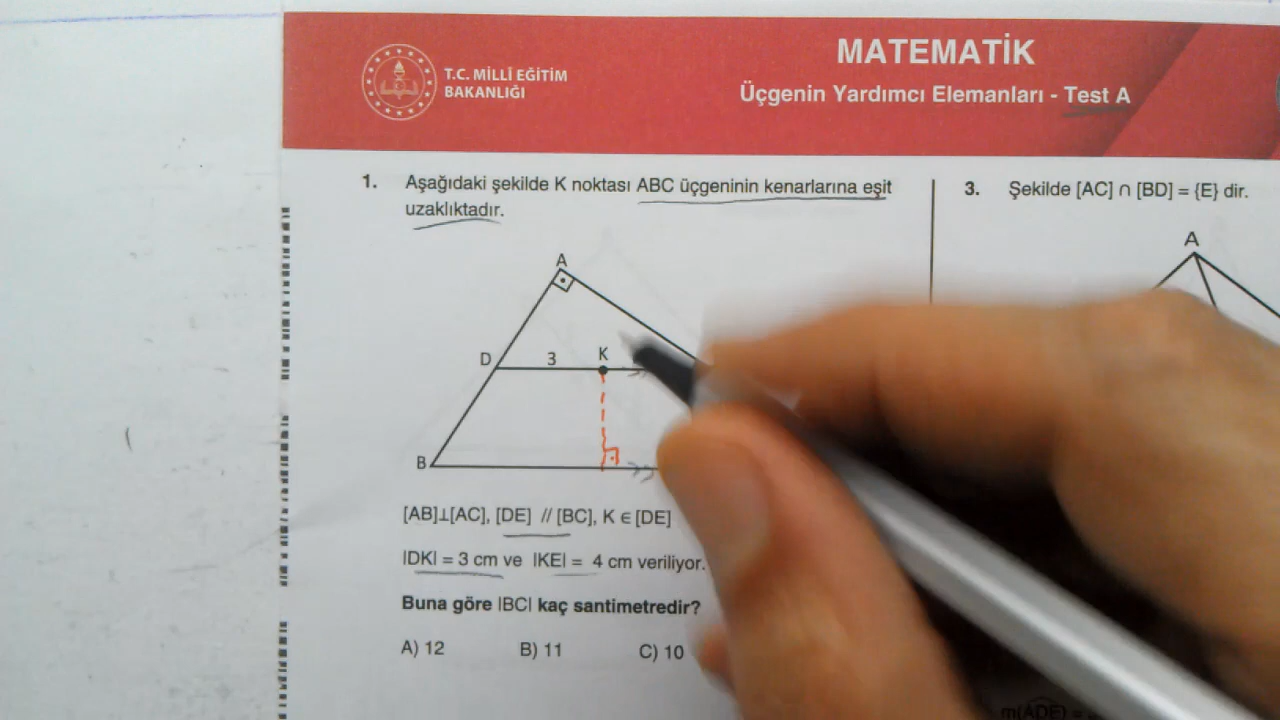 T.C. MİLLÎ EĞİTİM
BAKANLIĞI
MATEMATİK
Üçgenin Yardımcı Elemanları - Test A
1. Aşağıdaki şekilde K noktası ABC üçgeninin kenarlarına eşit
uzaklıktadır.
A
D 3 K
B
[AB]⊥[AC], [DE] // [BC], K ∈ [DE]
|DK| = 3 cm ve |KE| = 4 cm veriliyor.
Buna göre |BC| kaç santimetredir?
A) 12 B) 11 C) 10
3. Şekilde [AC] ∩ [BD] = {E} dir.
A